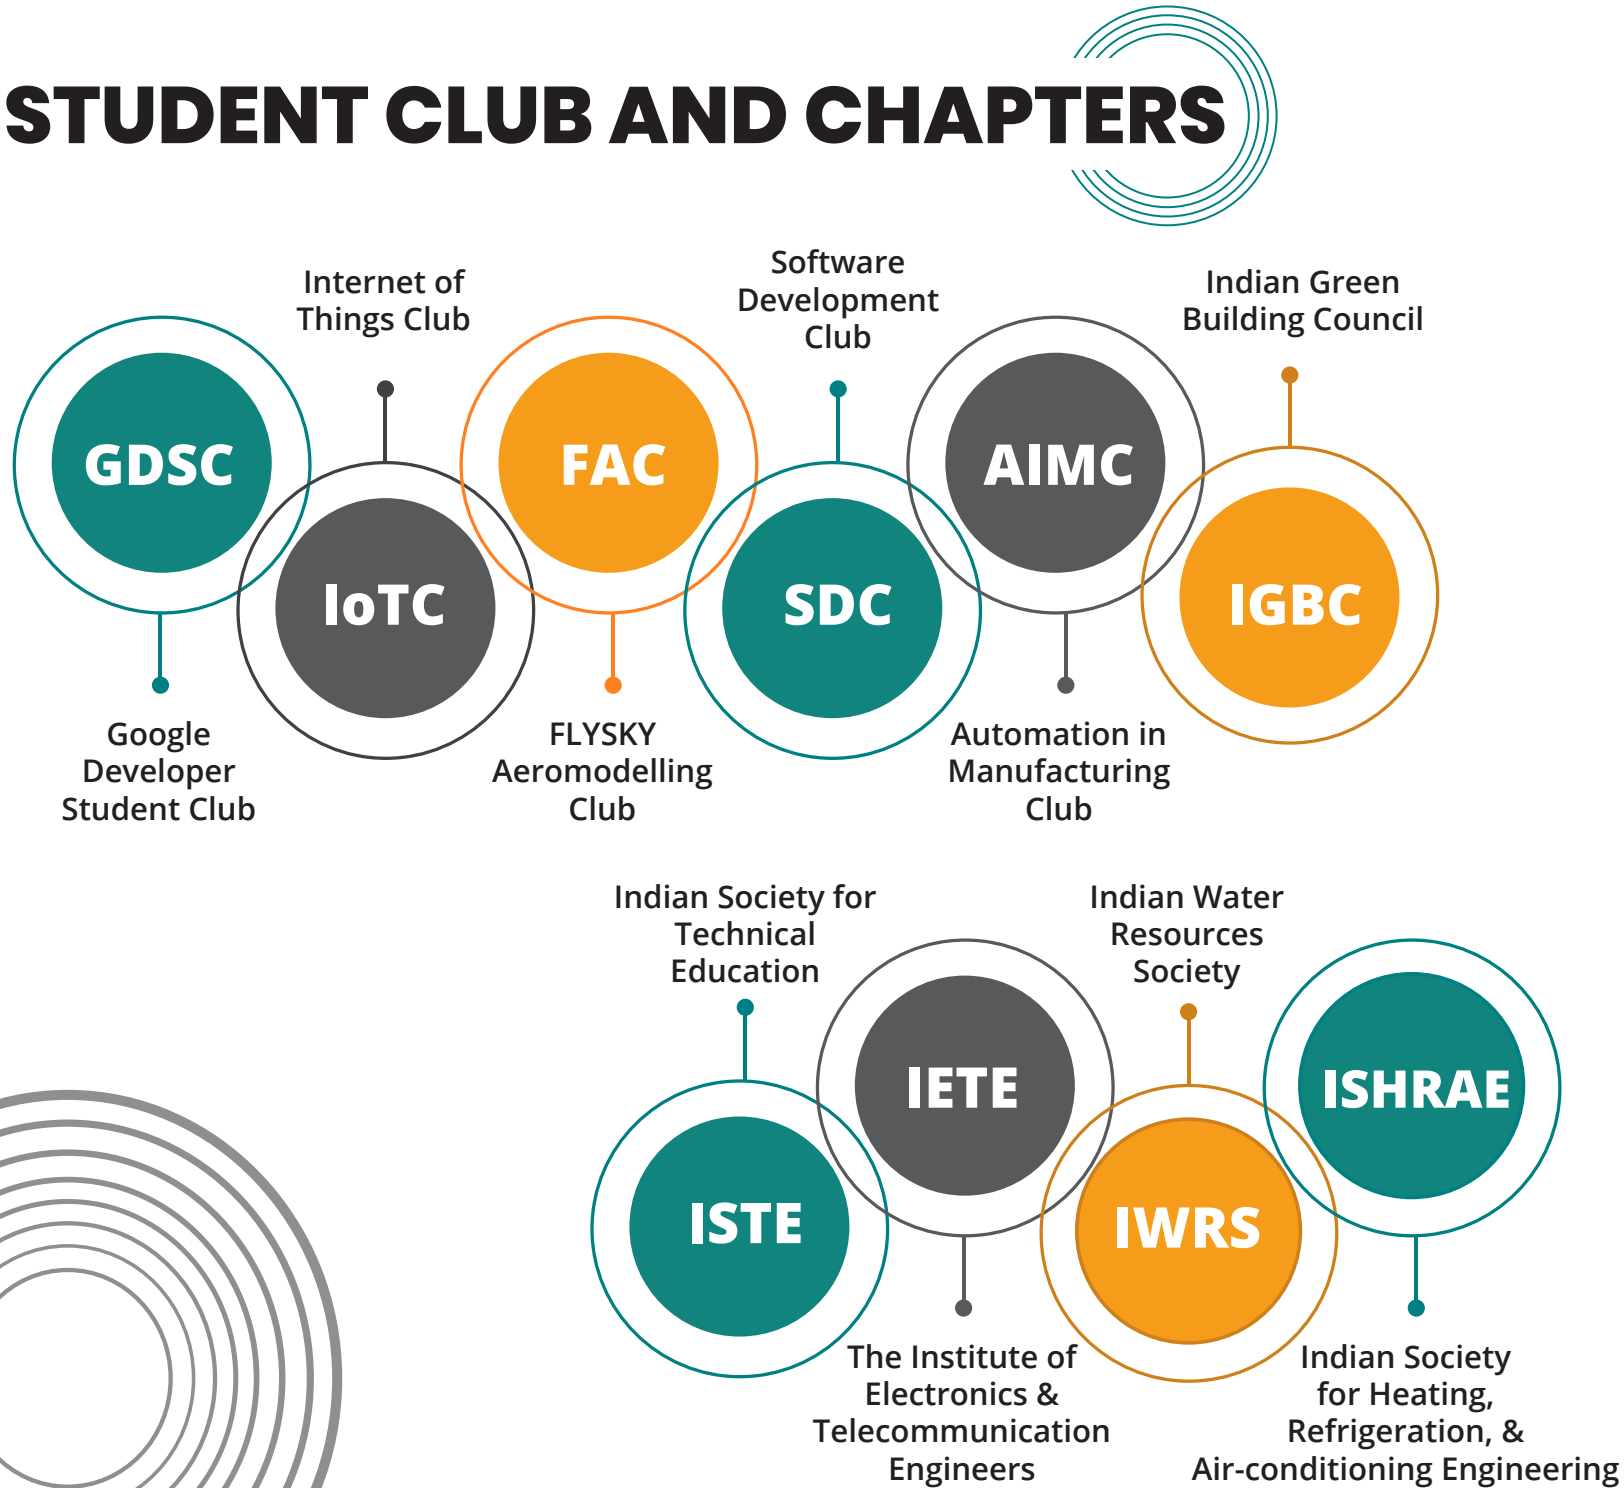 STUDENT CLUB AND CHAPTERS
GDSC
Google
Developer
Student Club
Internet of
Things Club
IoTC
FAC
FLYSKY
Aeromodelling
Club
Software
Development
Club
SDC
AIMC
Automation in
Manufacturing
Club
Indian Green
Building Council
IGBC
Indian Society for
Technical
Education
ISTE
IETE
The Institute of
Electronics &
Telecommunication
Engineers
Indian Water
Resources
Society
IWRS
ISHRAE
Indian Society
for Heating,
Refrigeration, &
Air-conditioning Engineering